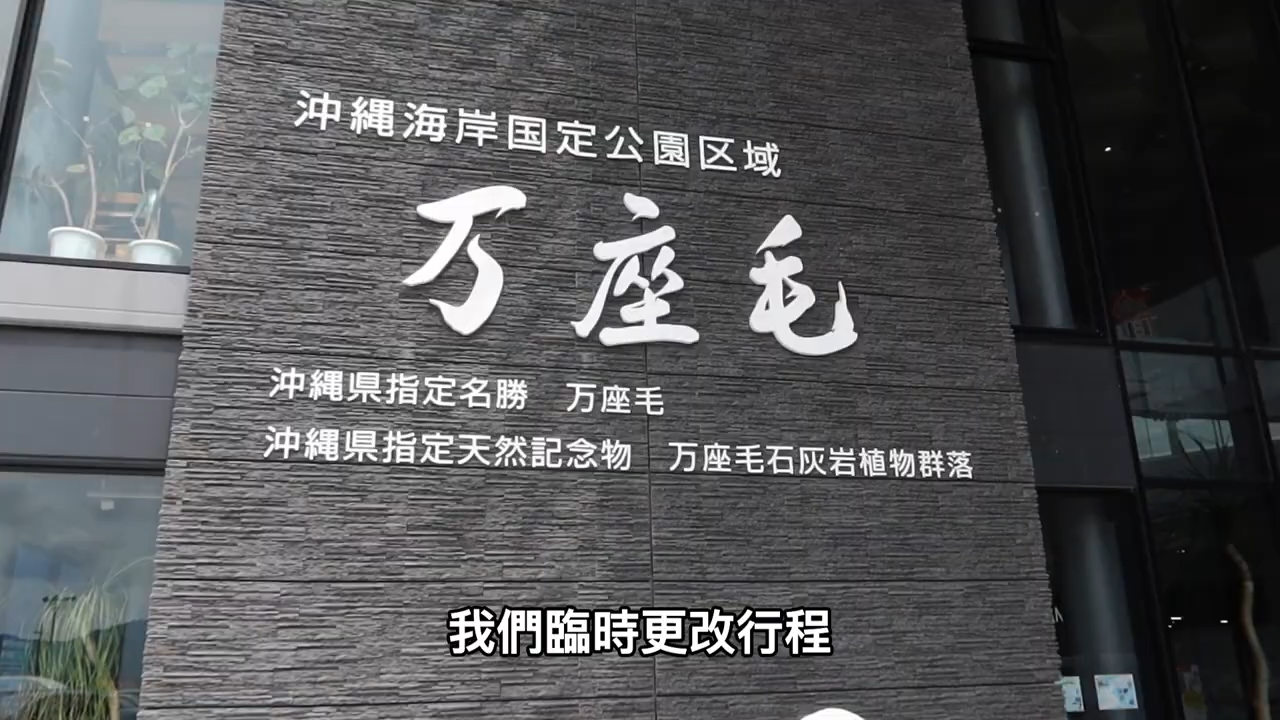 沖縄海岸国定公園区域
万座毛
沖縄県指定名勝　万座毛
沖縄県指定天然記念物　万座毛石灰岩植物群落
我們臨時更改行程